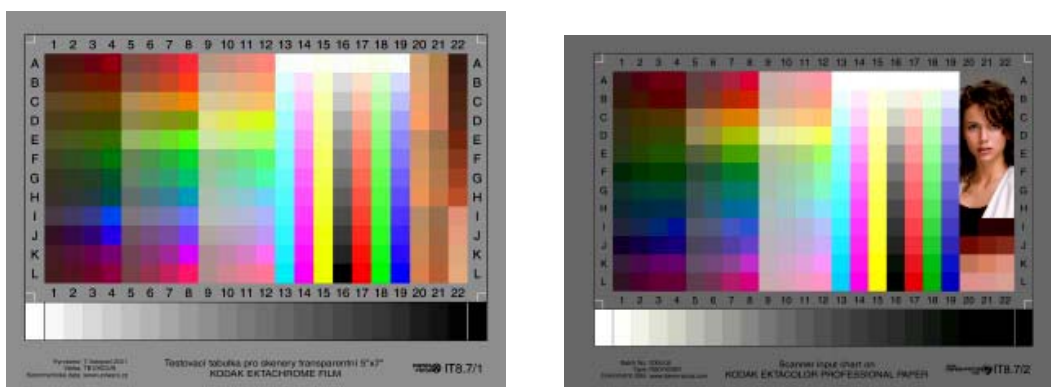 1 2 3 4 5 6 7 8 9 10 11 12 13 14 15 16 17 18 19 20 21 22
A A
B B
C C
D D
E E
F F
G G
H H
I I
J J
K K
L L
1 2 3 4 5 6 7 8 9 10 11 12 13 14 15 16 17 18 19 20 21 22
Testovací tabulka pro skenery transparentní 5"x7"
KODAK EKTACHROME FILM
IT8.7/1
1 2 3 4 5 6 7 8 9 10 11 12 13 14 15 16 17 18 19 20 21 22
A A
B B
C C
D D
E E
F F
G G
H H
I I
J J
K K
L L
1 2 3 4 5 6 7 8 9 10 11 12 13 14 15 16 17 18 19 20 21 22
Scanner input chart on
KODAK EKTACOLOR PROFESSIONAL PAPER
IT8.7/2